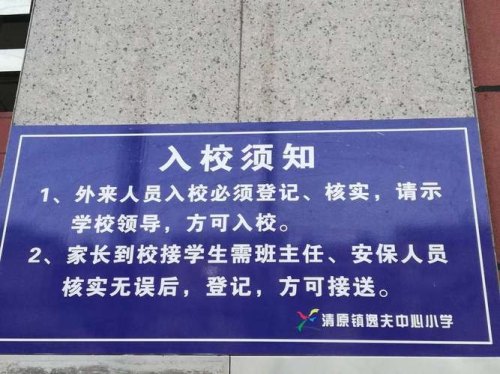 入校须知
1、外来人员入校必须登记、核实，请示
学校领导，方可入校。
2、家长到校接学生需班主任、安保人员
核实无误后，登记，方可接送。
清原镇逸夫中心小学